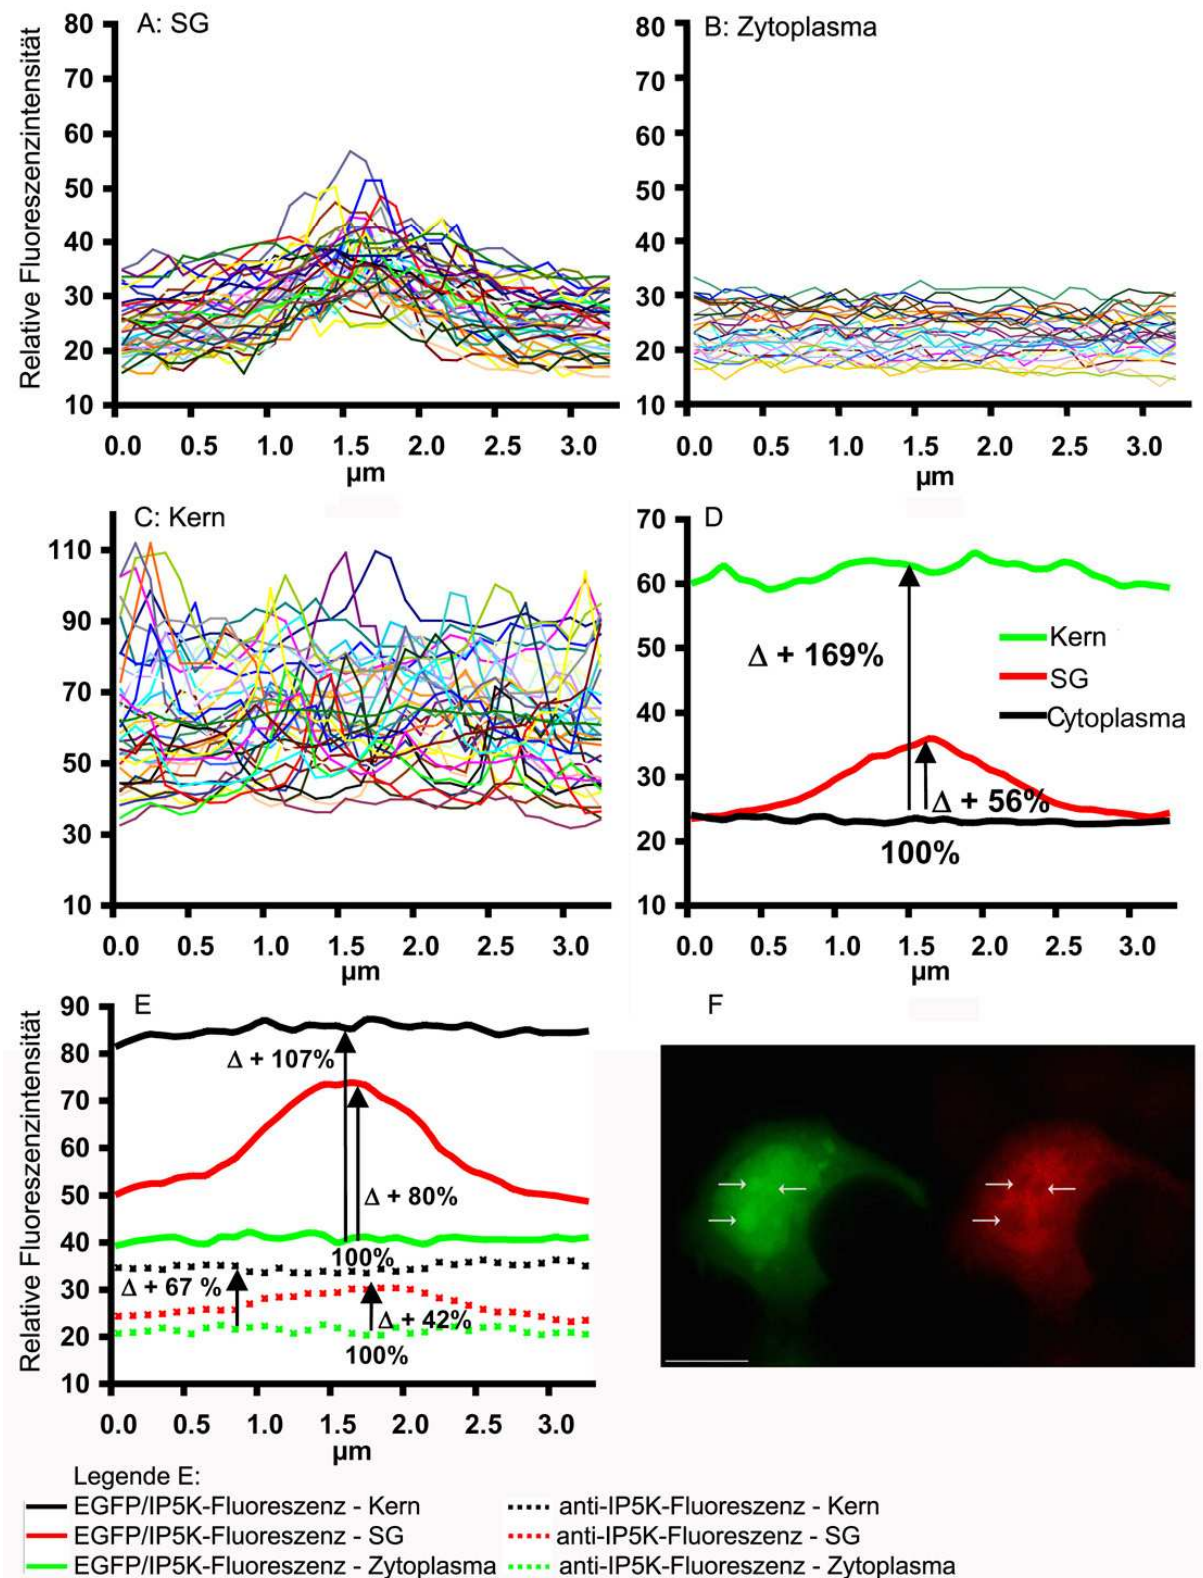 A: SG
Relative Fluoreszenzintensität
80
70
60
50
40
30
20
10
0.0 0.5 1.0 1.5 2.0 2.5 3.0
µm
B: Zytoplasma
80
70
60
50
40
30
20
10
0.0 0.5 1.0 1.5 2.0 2.5 3.0
µm
C: Kern
110
90
70
50
30
10
0.0 0.5 1.0 1.5 2.0 2.5 3.0
µm
D
70
60
50
40
30
20
10
Kern
SG
Cytoplasma
Δ + 169%
Δ + 56%
100%
0.0 0.5 1.0 1.5 2.0 2.5 3.0
µm
E
Relative Fluoreszenzintensität
90
80
70
60
50
40
30
20
10
Δ + 107%
Δ + 80%
100%
Δ + 67 %
Δ + 42%
100%
0.0 0.5 1.0 1.5 2.0 2.5 3.0
µm
F
Legende E:
EGFP/IP5K-Fluoreszenz - Kern
EGFP/IP5K-Fluoreszenz - SG
EGFP/IP5K-Fluoreszenz - Zytoplasma
anti-IP5K-Fluoreszenz - Kern
anti-IP5K-Fluoreszenz - SG
anti-IP5K-Fluoreszenz - Zytoplasma